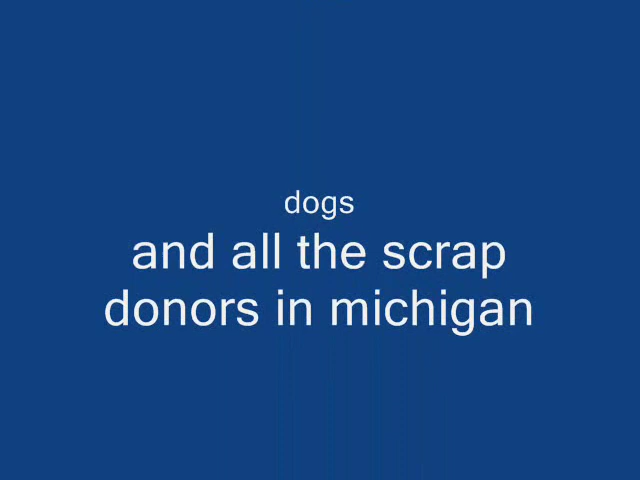 dogs
and all the scrap
donors in michigan